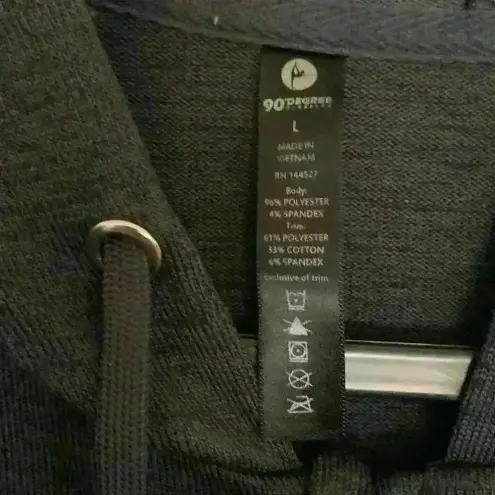 90°DEGREE
L
MADE IN
VIETNAM
RN 144527
Body:
96% POLYESTER
4% SPANDEX
Trim:
61% POLYESTER
33% COTTON
6% SPANDEX
Exclusive of trim